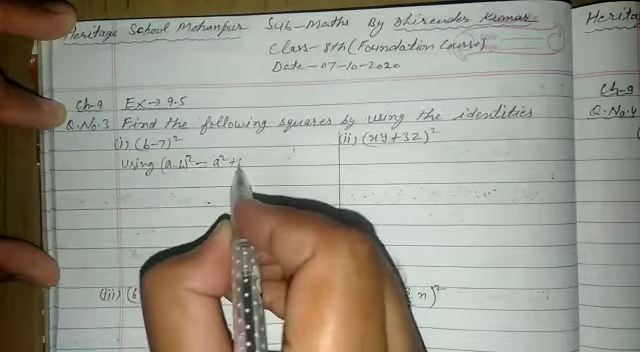 Heritage School Mohanpur Sub-Maths By Dhirender Kumar
Class-8th (Foundation Course)
Date-07-10-2020
Ch-9 Ex→9.5
Q.No.3 Find the following squares by using the identities
(i) (b-7)² (ii) (xy+3z)²
using (a-b)² = a² +
(iii) (6 n)²
Herita
Ch-9
Q.No.4